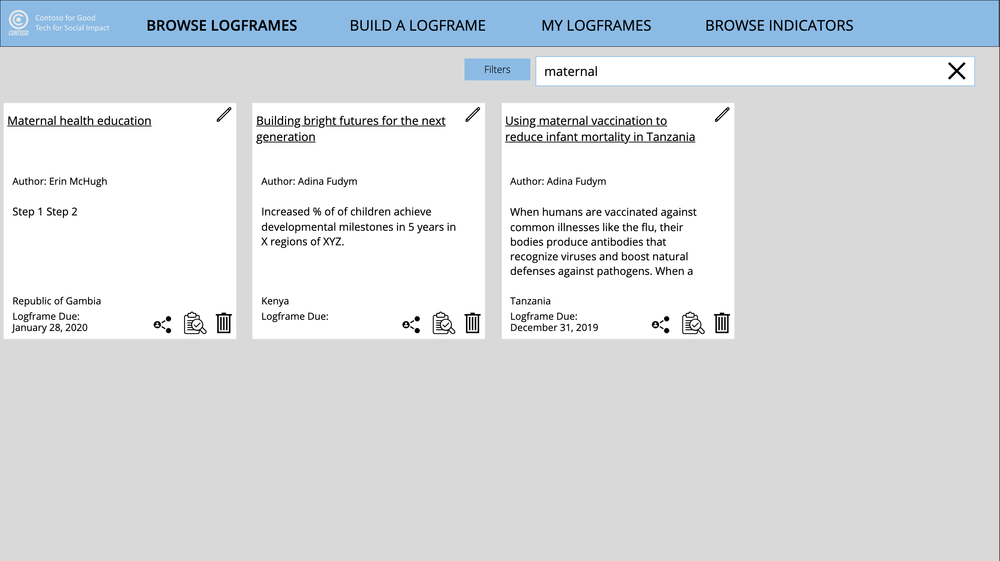 Contoso for Good
Tech for Social Impact
CONTOSO
BROWSE LOGFRAMES
BUILD A LOGFRAME
MY LOGFRAMES
BROWSE INDICATORS
Filters
maternal
Maternal health education
Author: Erin McHugh
Step 1 Step 2
Republic of Gambia
Logframe Due:
January 28, 2020
Building bright futures for the next
generation
Author: Adina Fudym
Increased % of of children achieve
developmental milestones in 5 years in
X regions of XYZ.
Kenya
Logframe Due:
Using maternal vaccination to
reduce infant mortality in Tanzania
Author: Adina Fudym
When humans are vaccinated against
common illnesses like the flu, their
bodies produce antibodies that
recognize viruses and boost natural
defenses against pathogens. When a
Tanzania
Logframe Due:
December 31, 2019